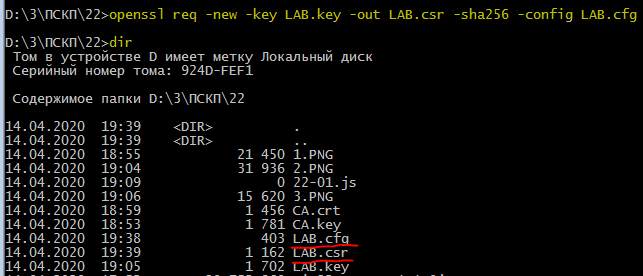 D:\3\ПСКП\22>openssl req -new -key LAB.key -out LAB.csr -sha256 -config LAB.cfg
D:\3\ПСКП\22>dir
Том в устройстве D имеет метку Локальный диск
Серийный номер тома: 924D-FEF1
Содержимое папки D:\3\ПСКП\22
14.04.2020 19:39 <DIR> .
14.04.2020 19:39 <DIR> ..
14.04.2020 18:55 21 450 1.PNG
14.04.2020 19:04 31 936 2.PNG
14.04.2020 19:09 0 22-01.js
14.04.2020 19:06 15 620 3.PNG
14.04.2020 18:59 1 456 CA.crt
14.04.2020 18:53 1 781 CA.key
14.04.2020 19:38 403 LAB.cfg
14.04.2020 19:39 1 162 LAB.csr
14.04.2020 19:05 1 702 LAB.key